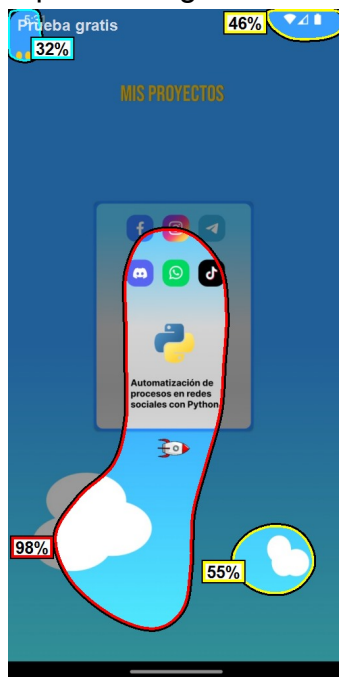 Prueba gratis
46%
32%
MIS PROYECTOS
Automatización de
procesos en redes
sociales con Python
98%
55%